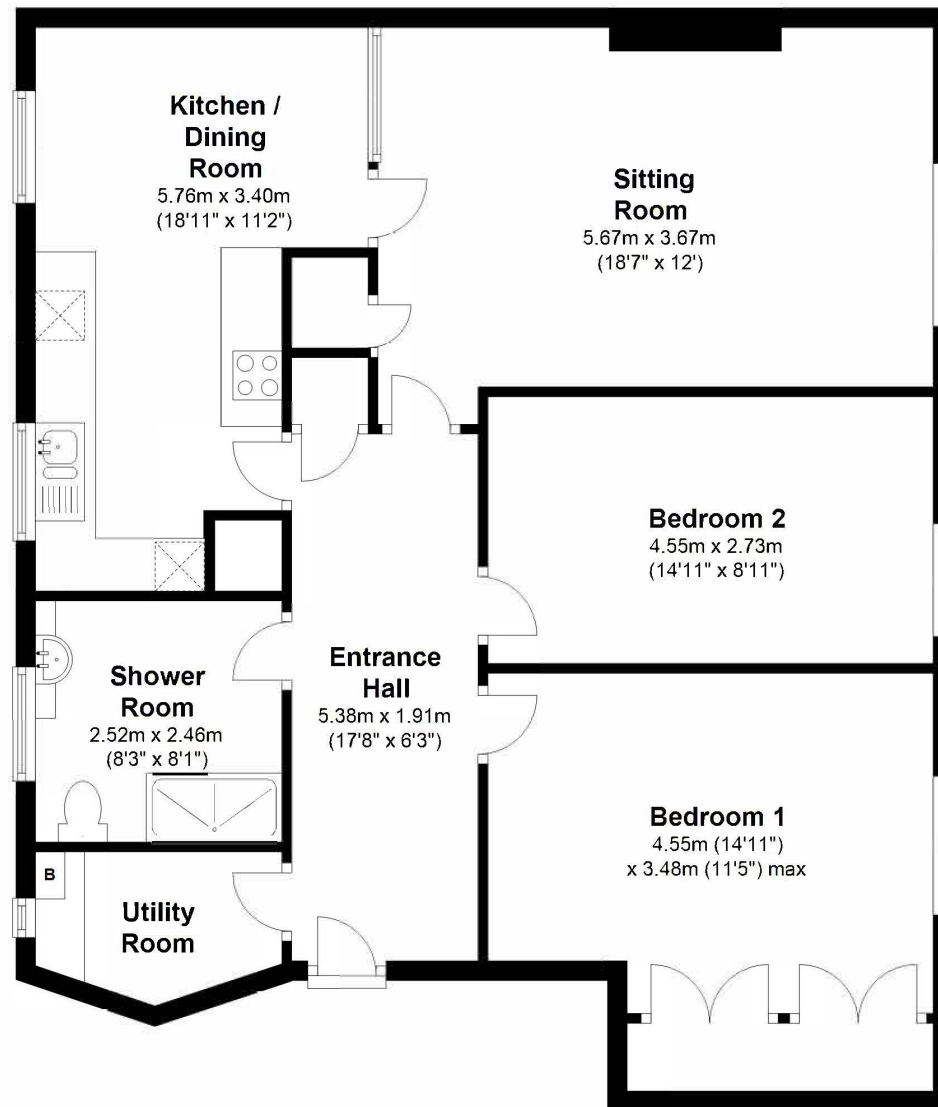 Kitchen /
Dining
Room
5.76m x 3.40m
(18'11" x 11'2")
Sitting
Room
5.67m x 3.67m
(18'7" x 12')
Bedroom 2
4.55m x 2.73m
(14'11" x 8'11")
Entrance
Hall
5.38m x 1.91m
(17'8" x 6'3")
Shower
Room
2.52m x 2.46m
(8'3" x 8'1")
Bedroom 1
4.55m (14'11")
x 3.48m (11'5") max
B
Utility
Room